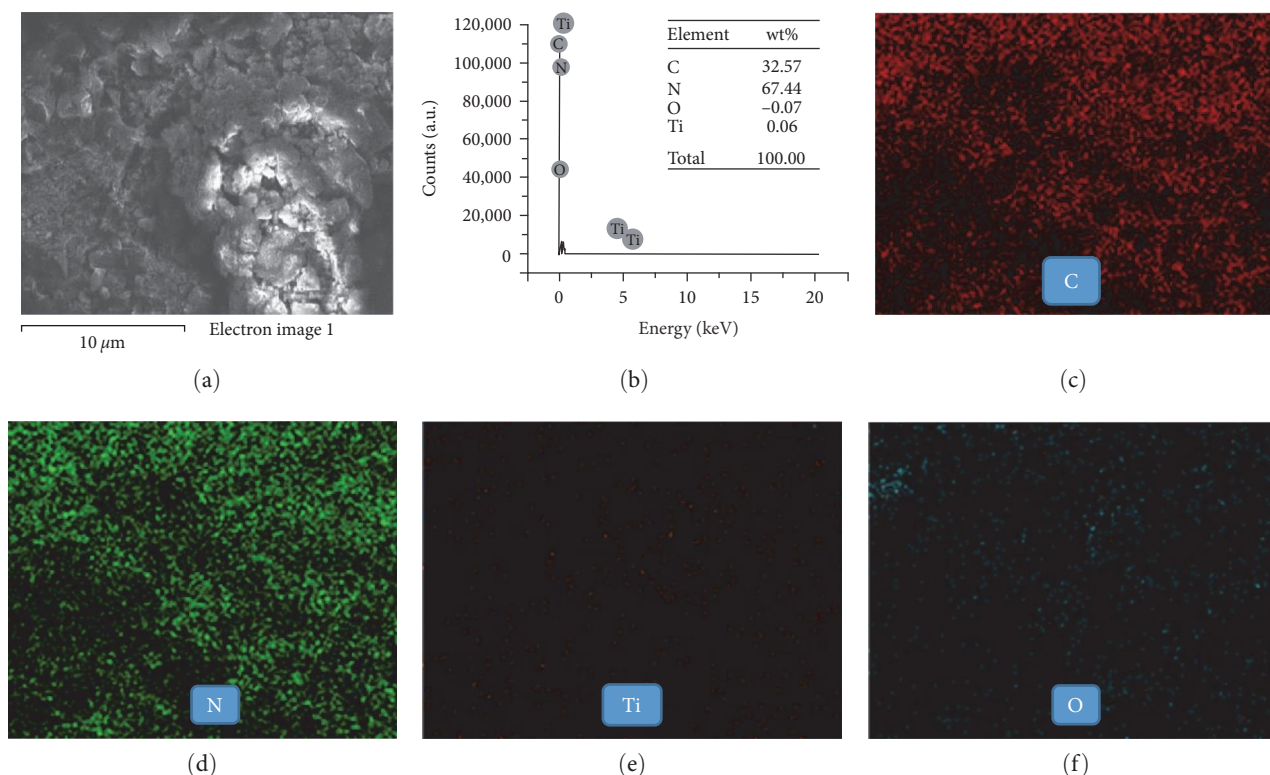 10 μm
Electron image 1
(a)
120,000
100,000
80,000
60,000
40,000
20,000
0
Counts (a.u.)
Ti
C
N
O
Ti
Ti
Element wt%
C 32.57
N 67.44
O –0.07
Ti 0.06
Total 100.00
0 5 10 15 20
Energy (keV)
(b)
C
(c)
N
(d)
Ti
(e)
O
(f)